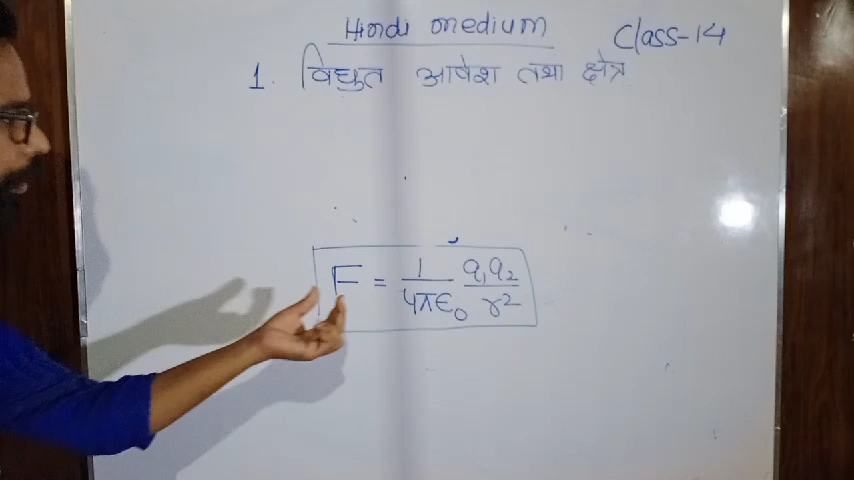 Hindi medium
Class-14
1. विद्युत आवेश तथा क्षेत्र
F = 1/4πϵ₀ q₁q₂/r²